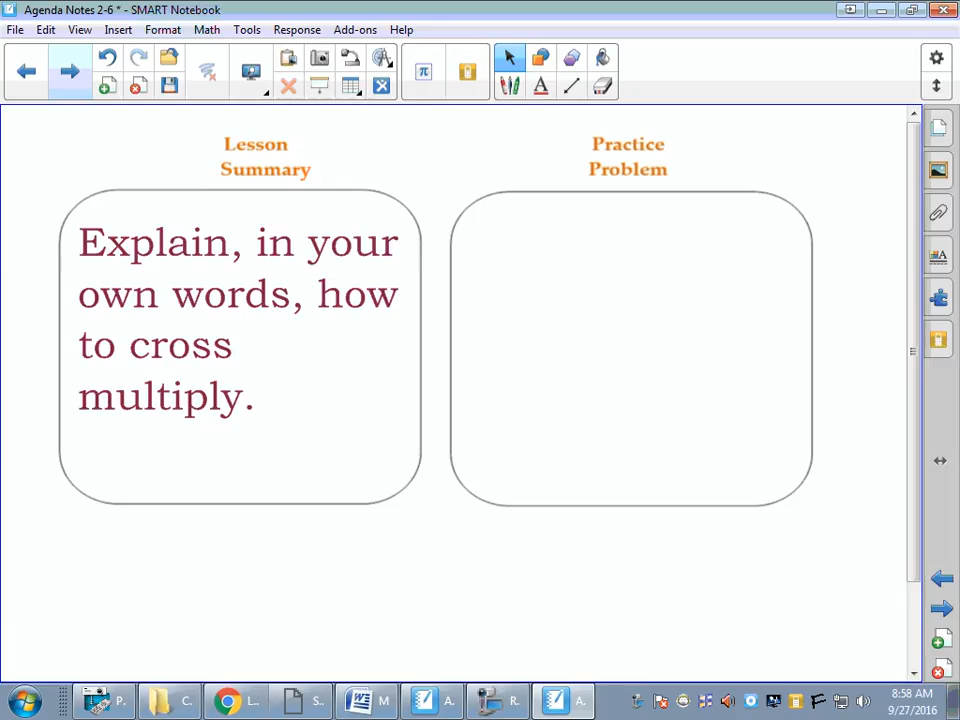 Agenda Notes 2-6 * - SMART Notebook
File Edit View Insert Format Math Tools Response Add-ons Help
π
A
A
Lesson
Summary
Practice
Problem
Explain, in your
own words, how
to cross
multiply.
P.
C.
L..
S..
M
A.
R.
A.
8:58 AM
9/27/2016